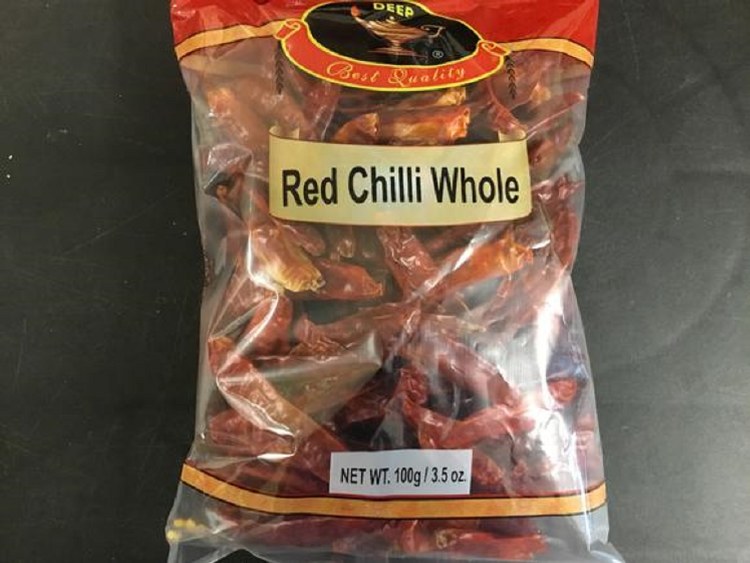 DEEP
®
Best Quality
Red Chilli Whole
NET WT. 100g / 3.5 oz.